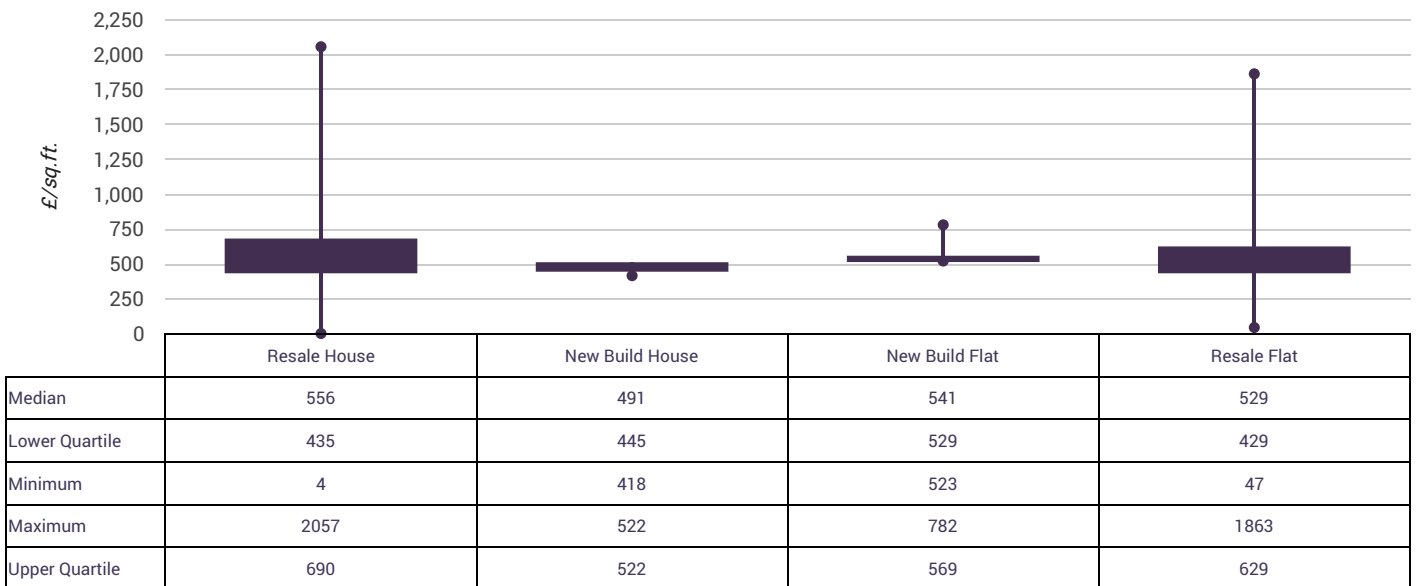 2,250
2,000
1,750
1,500
1,250
1,000
750
500
250
0
£/sq.ft.
Resale House New Build House New Build Flat Resale Flat
Median 556 491 541 529
Lower Quartile 435 445 529 429
Minimum 4 418 523 47
Maximum 2057 522 782 1863
Upper Quartile 690 522 569 629